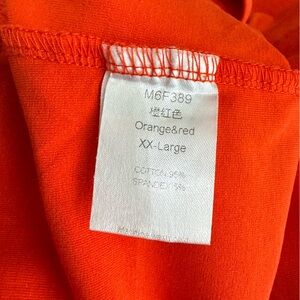 M6F389
橙红色
Orange&red
XX-Large
COTTON 95%
SPANDEX 5%